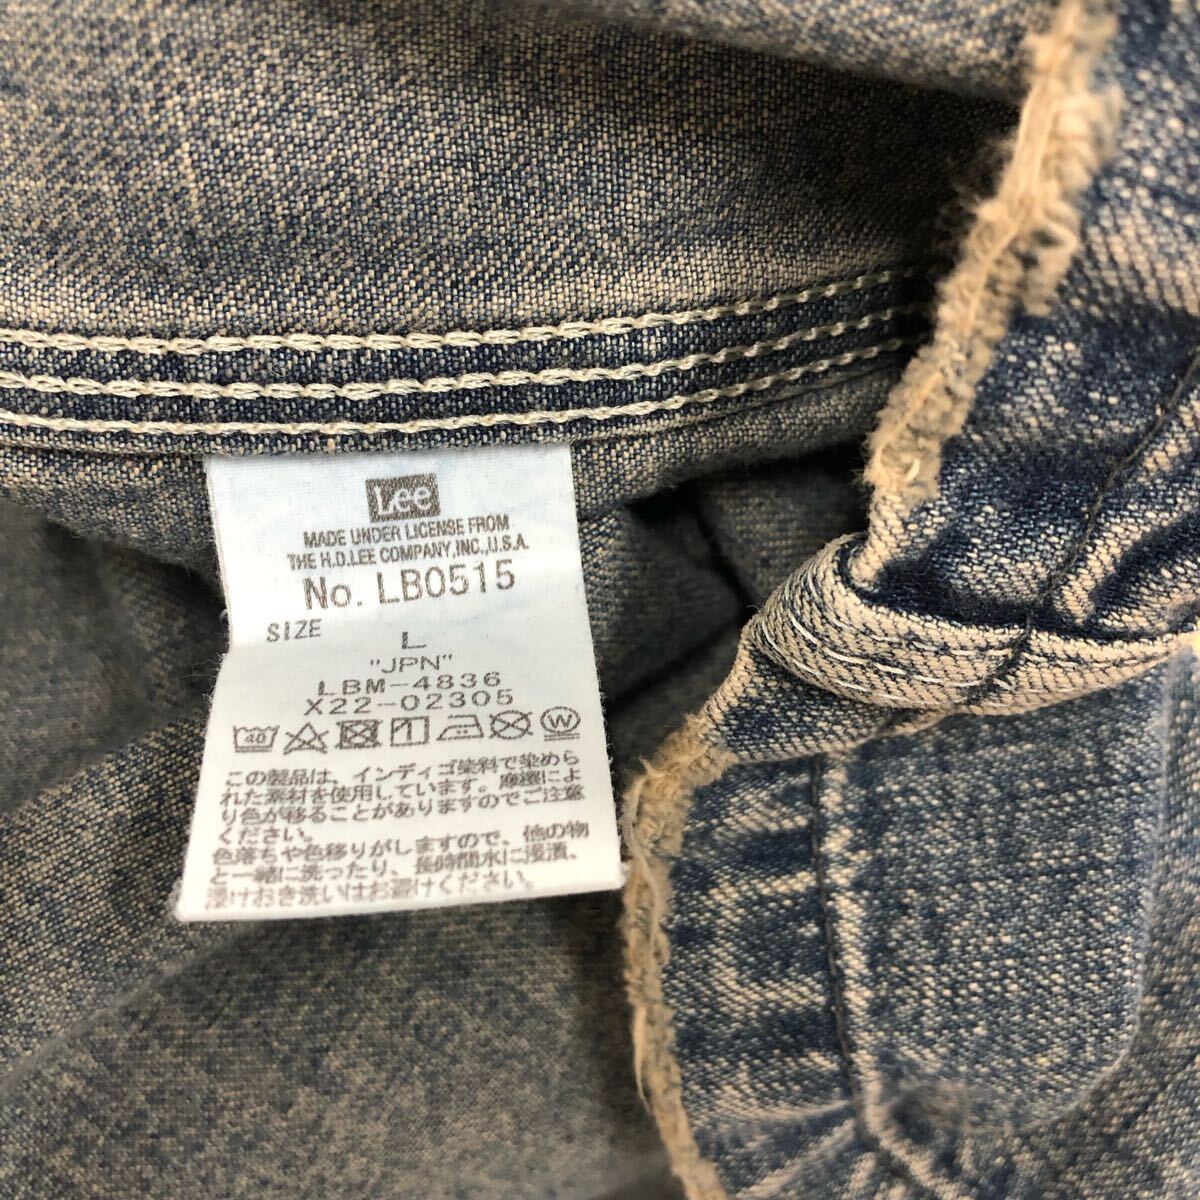 Lee
MADE UNDER LICENSE FROM
THE H.D.LEE COMPANY,INC.,U.S.A.
No. LB0515
SIZE
L
"JPN"
LBM-4836
X22-02305
40 1 W
この製品は、インディゴ染料で染めら
れた素材を使用しています。摩擦によ
り色が移ることがありますのでご注意
ください。
色落ちや色移りがしますので、他の物
と一緒に洗ったり、長時間水に浸漬、
浸けおき洗いはお避けください。